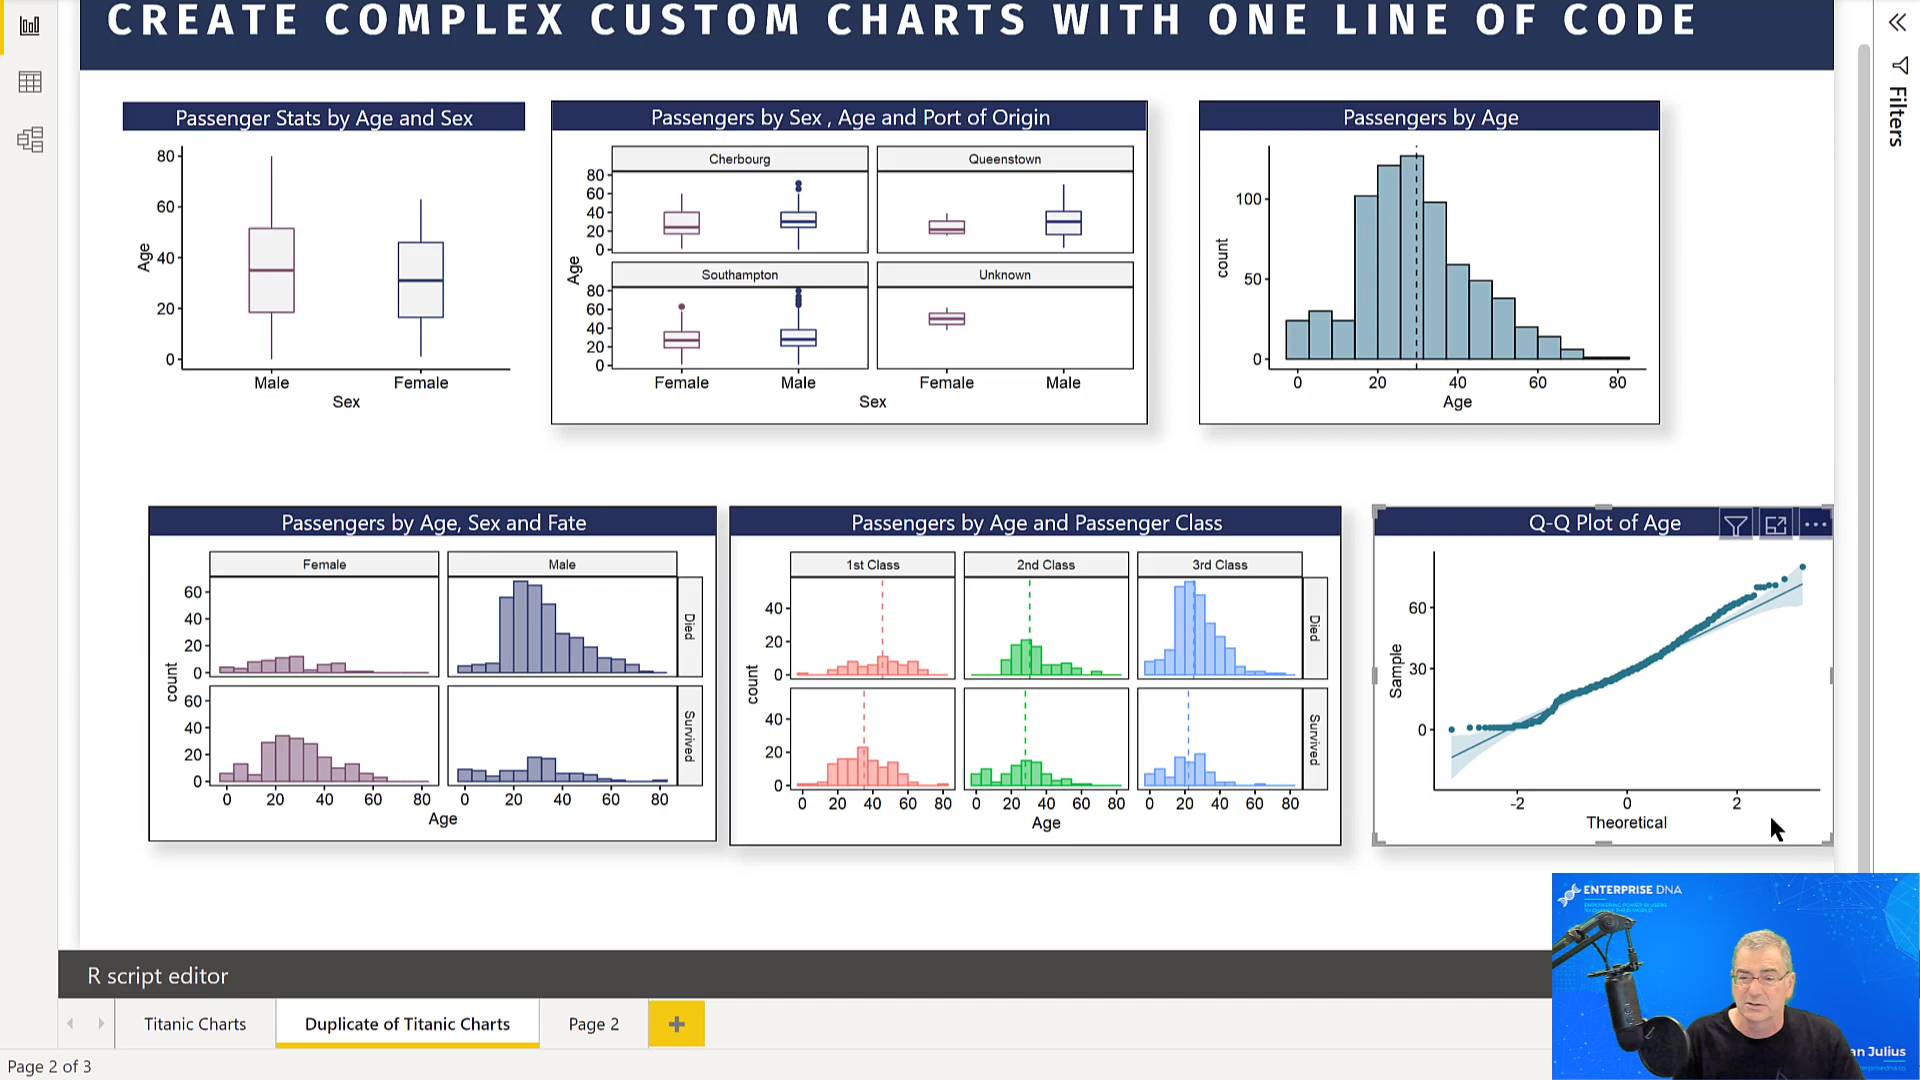 CREATE COMPLEX CUSTOM CHARTS WITH ONE LINE OF CODE
Filters
Passenger Stats by Age and Sex
80
60
40
20
0
Age
Male Female
Sex
Passengers by Sex , Age and Port of Origin
Cherbourg Queenstown
80
60
40
20
0
Southampton Unknown
80
60
40
20
0
Age
Female Male Female Male
Sex
Passengers by Age
100
50
0
count
0 20 40 60 80
Age
Passengers by Age, Sex and Fate
Female Male
60
40
20
0
Died
60
40
20
0
Survived
count
0 20 40 60 80 0 20 40 60 80
Age
Passengers by Age and Passenger Class
1st Class 2nd Class 3rd Class
40
20
0
Died
40
20
0
Survived
count
0 20 40 60 80 0 20 40 60 80 0 20 40 60 80
Age
Q-Q Plot of Age
60
30
0
Sample
-2 0 2
Theoretical
ENTERPRISE DNA
an Julius
R script editor
Titanic Charts Duplicate of Titanic Charts Page 2 +
Page 2 of 3